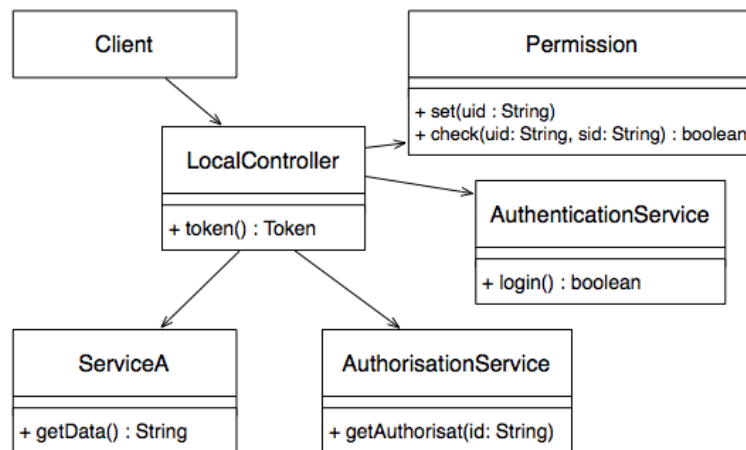 Client
Permission
+ set(uid : String)
+ check(uid: String, sid: String) : boolean
LocalController
+ token() : Token
AuthenticationService
+ login() : boolean
ServiceA
+ getData() : String
AuthorisationService
+ getAuthorisat(id: String)